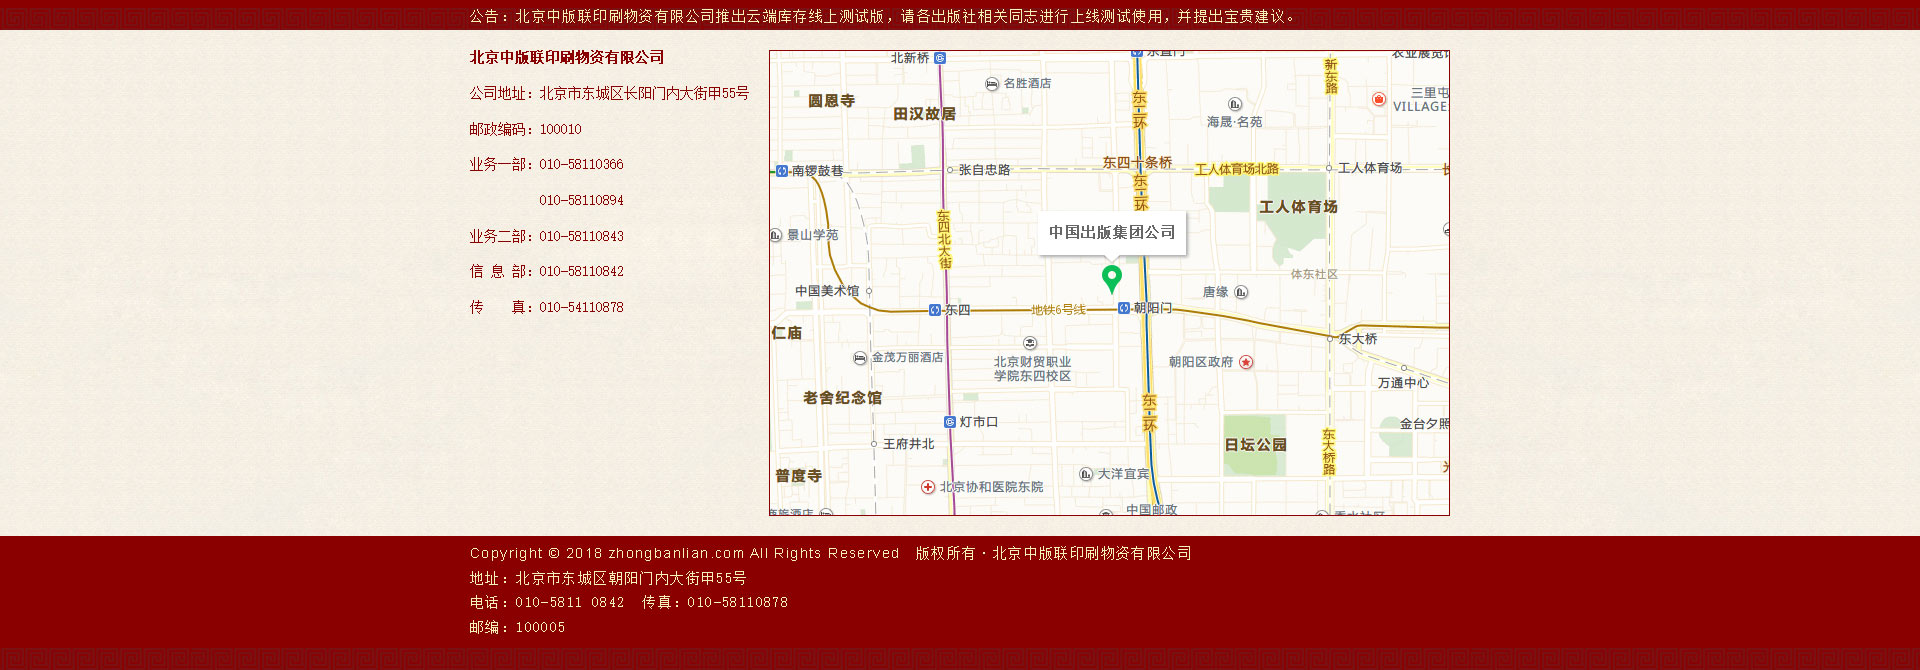 公告：北京中版联印刷物资有限公司推出云端库存线上测试版，请各出版社相关同志进行上线测试使用，并提出宝贵建议。
北京中版联印刷物资有限公司
公司地址：北京市东城区长阳门内大街甲55号
邮政编码：100010
业务一部：010-58110366
010-58110894
业务二部：010-58110843
信 息 部：010-58110842
传 真：010-54110878
北新桥
东直门
新东路
名胜酒店
三里屯
VILLAGE
圆恩寺
田汉故居
东二环
海晟·名苑
南锣鼓巷
张自忠路
东四十条桥
工人体育场北路
工人体育场
东二环
工人体育场
东四北大街
景山学苑
中国出版集团公司
体东社区
中国美术馆
唐缘
东四
地铁6号线
朝阳门
仁庙
东大桥
金茂万丽酒店
北京财贸职业
学院东四校区
朝阳区政府
万通中心
老舍纪念馆
东二环
灯市口
金台夕照
王府井北
日坛公园
东大桥路
普度寺
大洋宜宾
北京协和医院东院
中国邮政
Copyright © 2018 zhongbanlian.com All Rights Reserved 版权所有·北京中版联印刷物资有限公司
地址：北京市东城区朝阳门内大街甲55号
电话：010-5811 0842 传真：010-58110878
邮编：100005